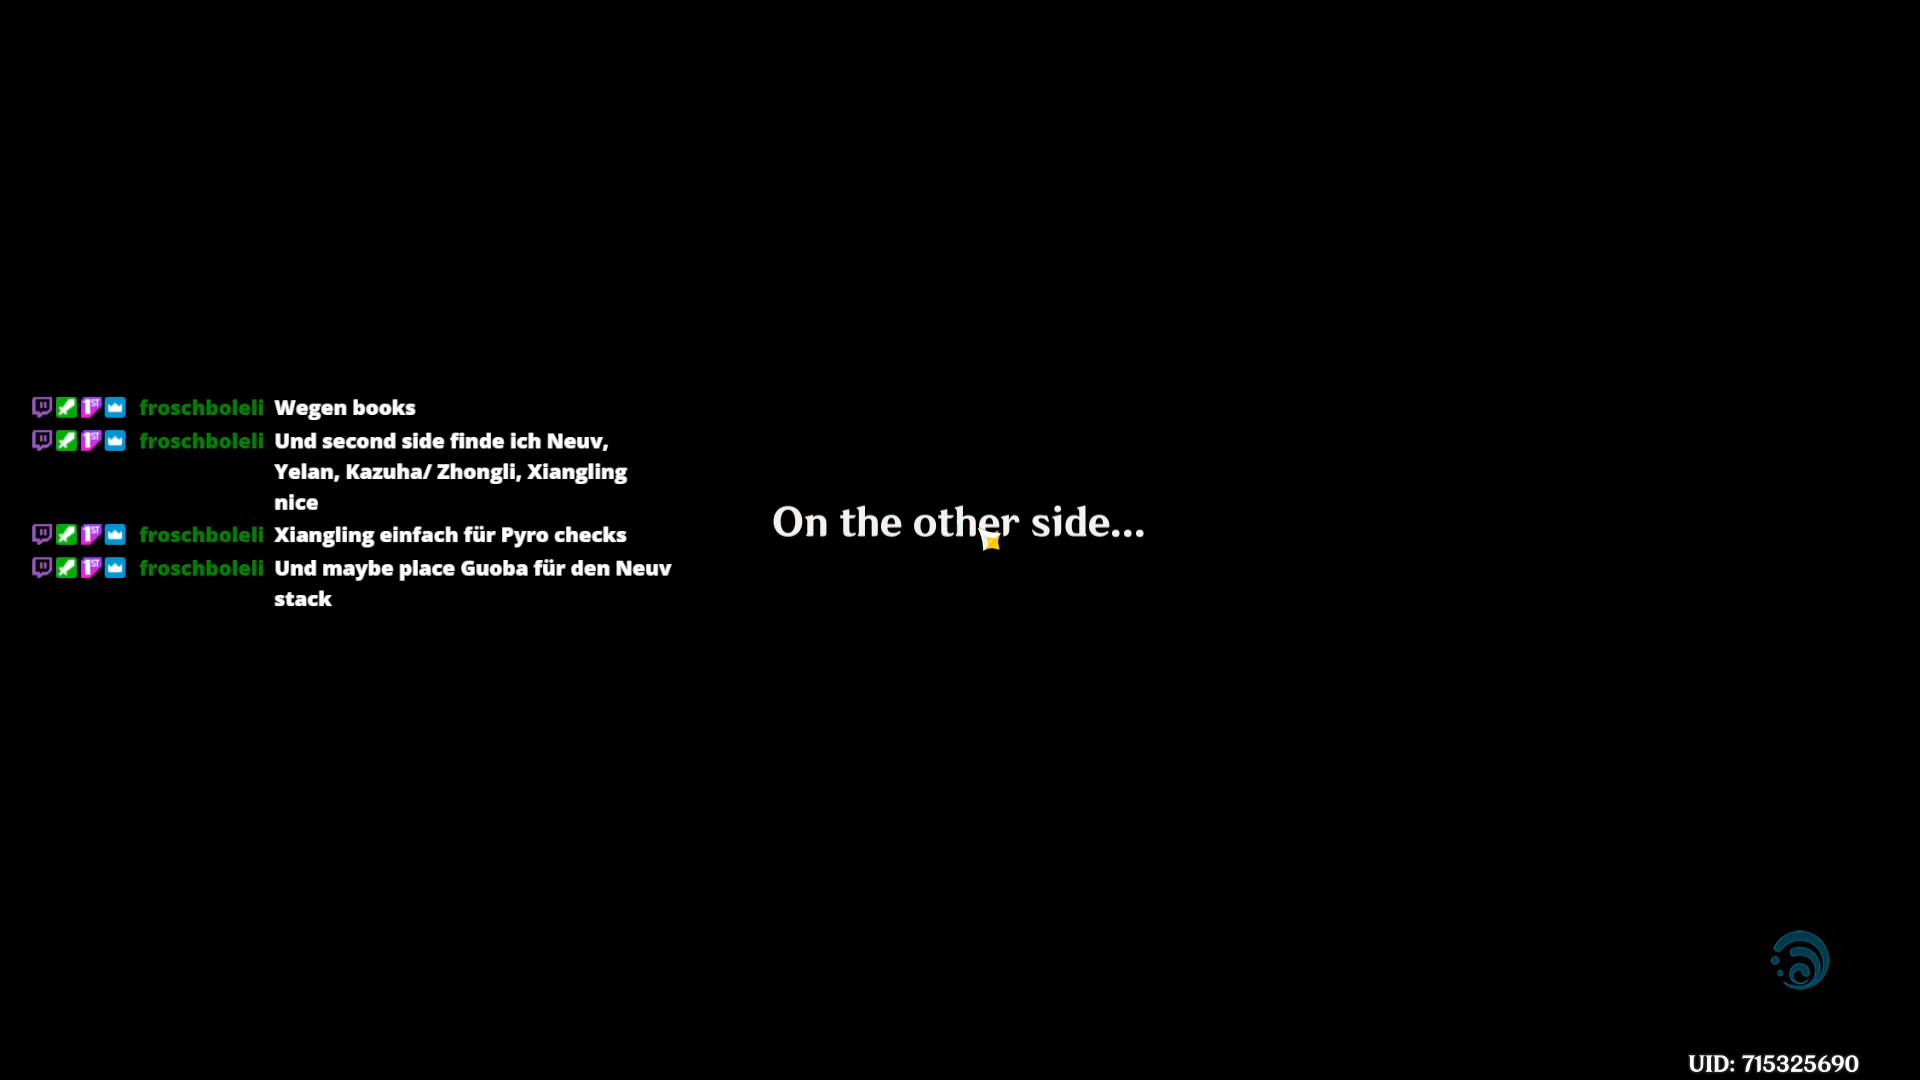 froschboleli Wegen books
froschboleli Und second side finde ich Neuv,
Yelan, Kazuha/ Zhongli, Xiangling
nice
froschboleli Xiangling einfach für Pyro checks
froschboleli Und maybe place Guoba für den Neuv
stack
On the other side...
UID: 715325690